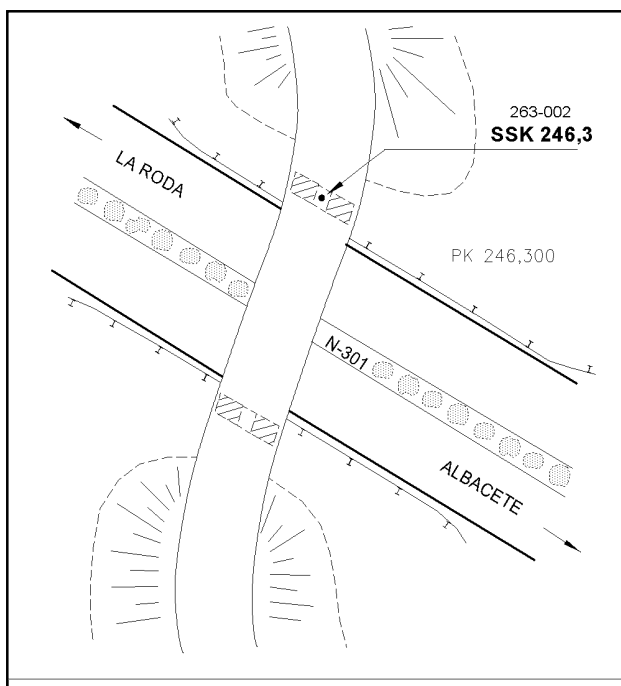 263-002
SSK 246,3
LA RODA
PK 246,300
N-301
ALBACETE